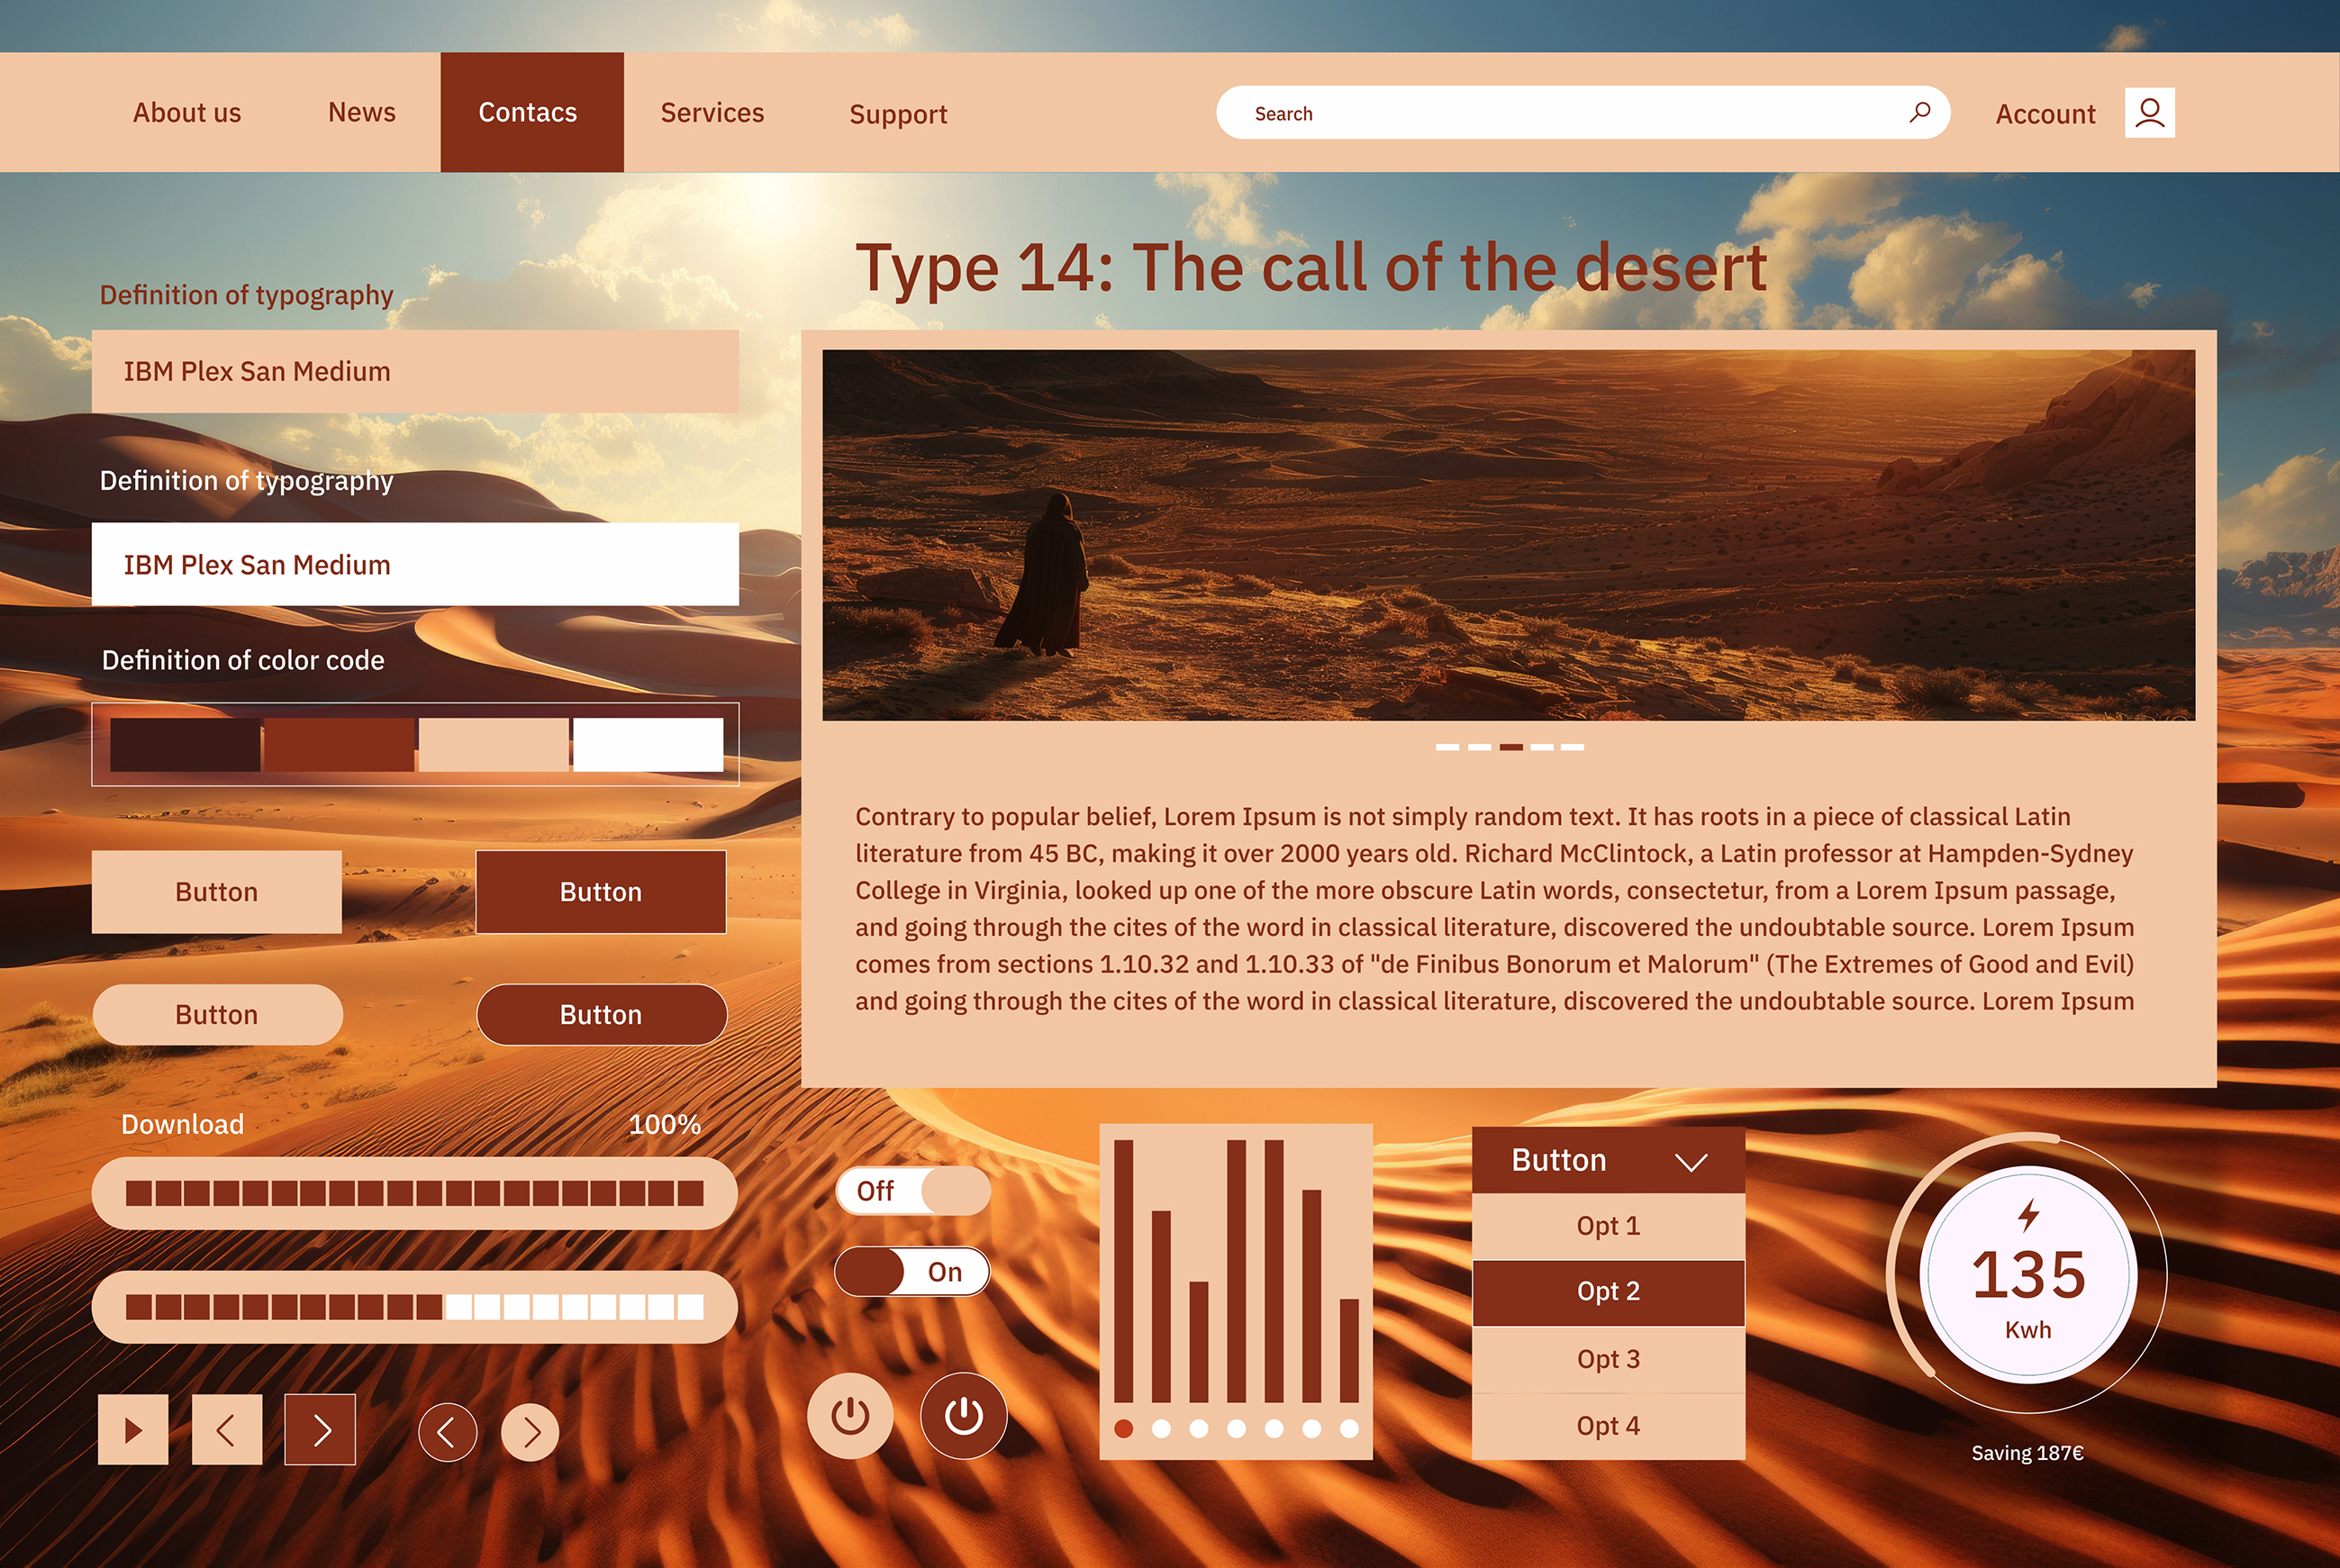 About us
News
Contacs
Services
Support
Search
Account
Type 14: The call of the desert
Definition of typography
IBM Plex San Medium
Definition of typography
IBM Plex San Medium
Definition of color code
Button
Button
Button
Button
Contrary to popular belief, Lorem Ipsum is not simply random text. It has roots in a piece of classical Latin
literature from 45 BC, making it over 2000 years old. Richard McClintock, a Latin professor at Hampden-Sydney
College in Virginia, looked up one of the more obscure Latin words, consectetur, from a Lorem Ipsum passage,
and going through the cites of the word in classical literature, discovered the undoubtable source. Lorem Ipsum
comes from sections 1.10.32 and 1.10.33 of "de Finibus Bonorum et Malorum" (The Extremes of Good and Evil)
and going through the cites of the word in classical literature, discovered the undoubtable source. Lorem Ipsum
Download
100%
Off
On
Button
Opt 1
Opt 2
Opt 3
Opt 4
135
Kwh
Saving 187€